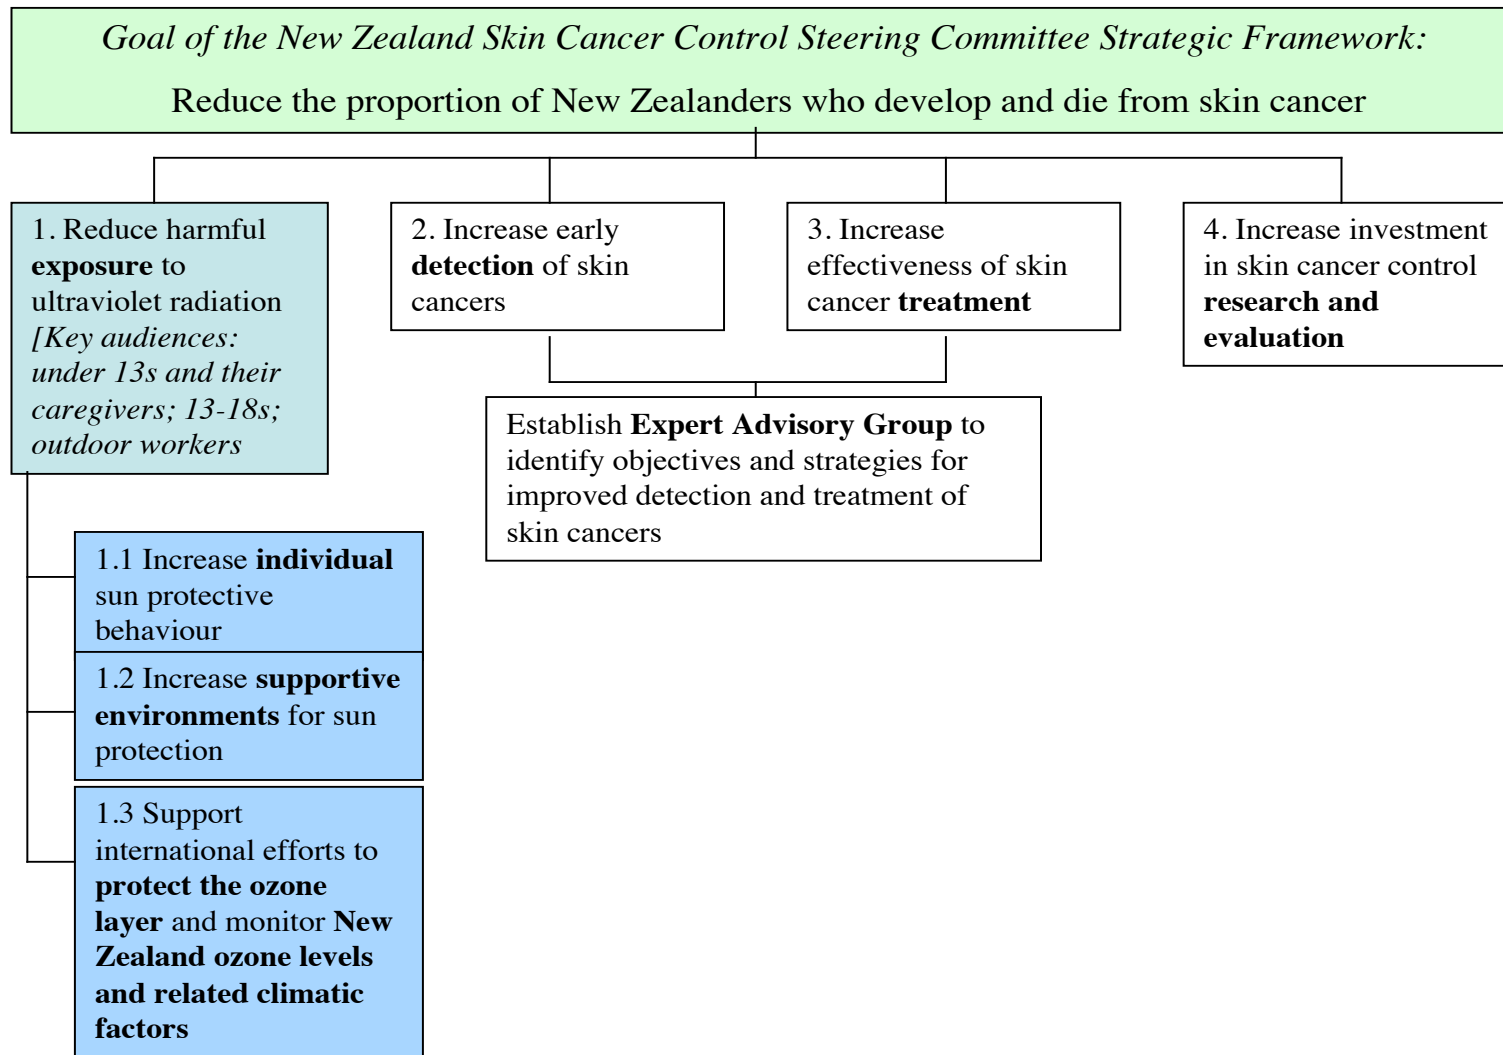 Goal of the New Zealand Skin Cancer Control Steering Committee Strategic Framework:
Reduce the proportion of New Zealanders who develop and die from skin cancer
1. Reduce harmful
exposure to
ultraviolet radiation
[Key audiences:
under 13s and their
caregivers; 13-18s;
outdoor workers
2. Increase early
detection of skin
cancers
3. Increase
effectiveness of skin
cancer treatment
4. Increase investment
in skin cancer control
research and
evaluation
Establish Expert Advisory Group to
identify objectives and strategies for
improved detection and treatment of
skin cancers
1.1 Increase individual
sun protective
behaviour
1.2 Increase supportive
environments for sun
protection
1.3 Support
international efforts to
protect the ozone
layer and monitor New
Zealand ozone levels
and related climatic
factors